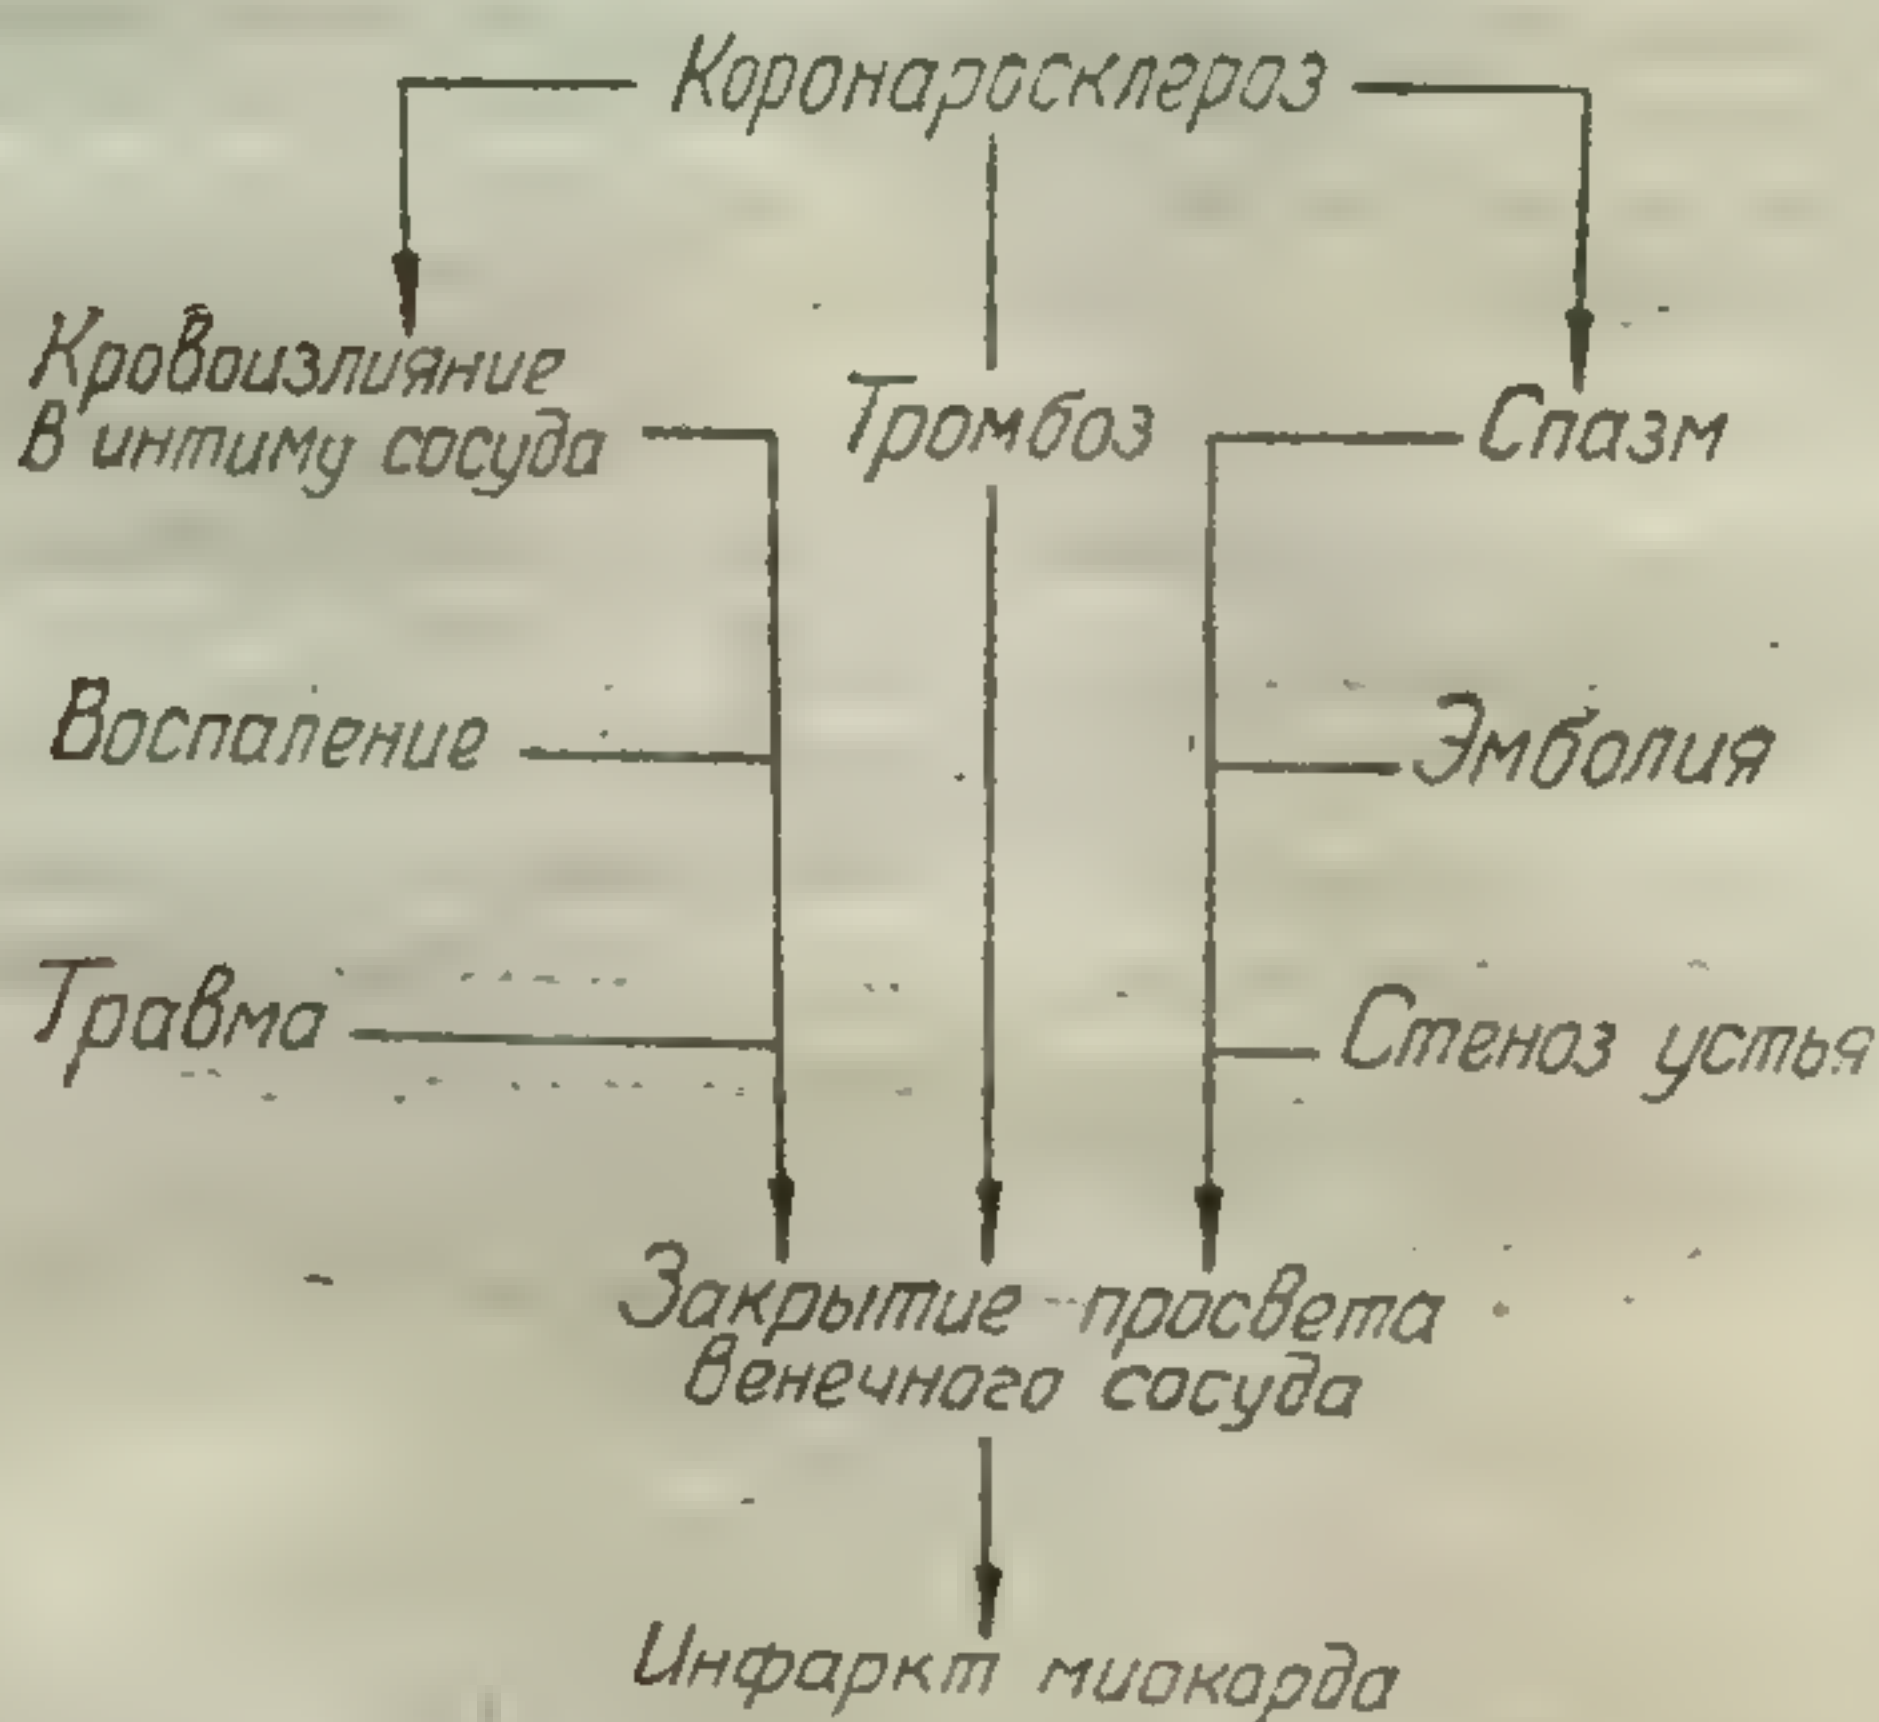 Коронаросклероз
Кровоизлияние
в интиму сосуда
Тромбоз
Спазм
Воспаление
Эмболия
Травма
Стеноз устья
Закрытие просвета
венечного сосуда
Инфаркт миокарда